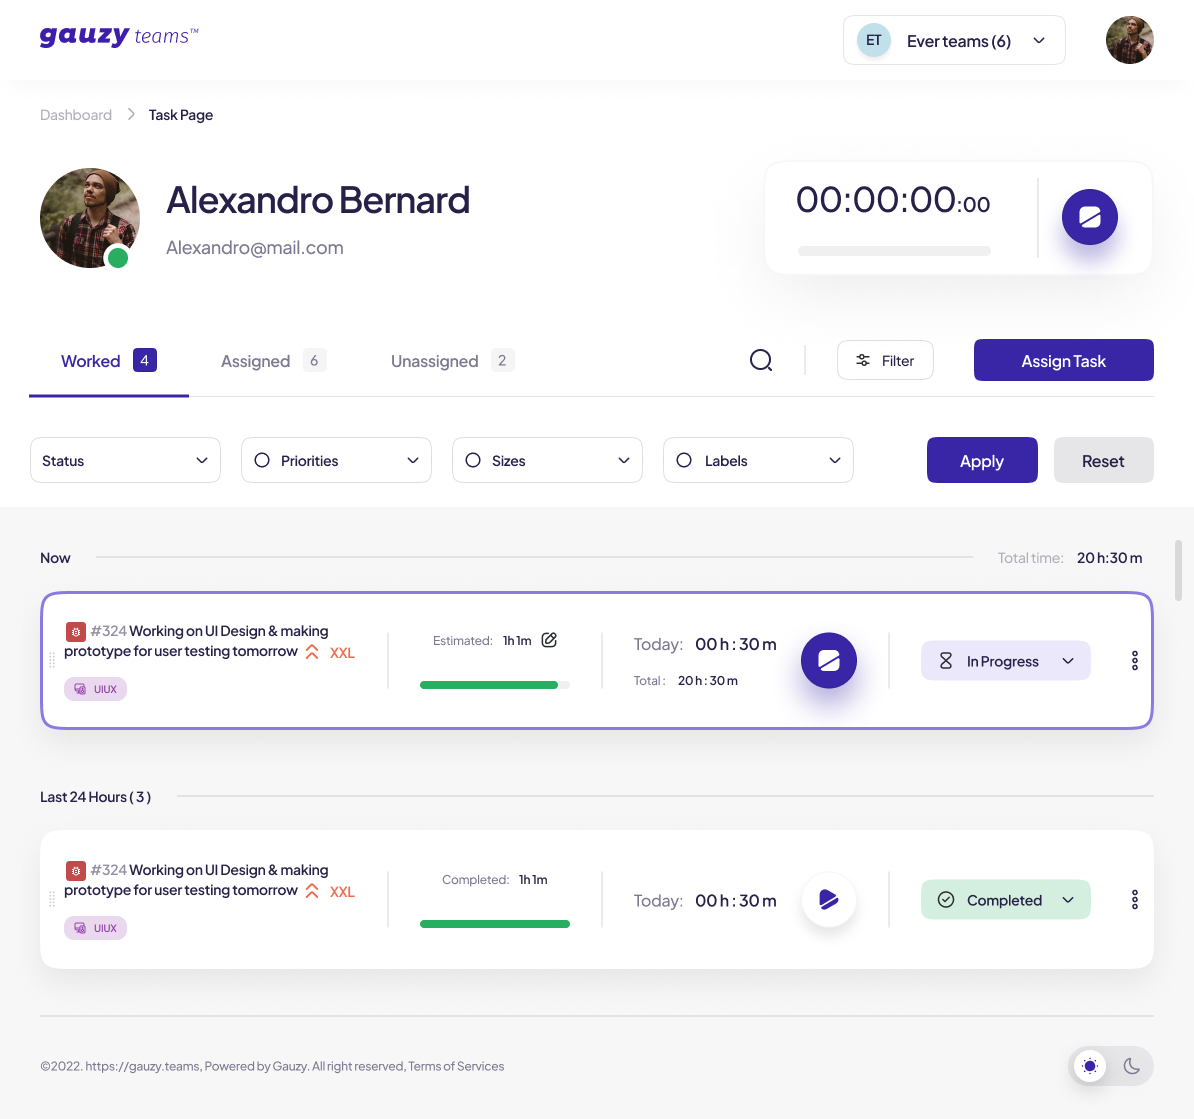 gauzy teams™
ET Ever teams (6)
Dashboard > Task Page
Alexandro Bernard
Alexandro@mail.com
00:00:00:00
Worked 4 Assigned 6 Unassigned 2 Filter Assign Task
Status Priorities Sizes Labels Apply Reset
Now Total time: 20 h:30 m
#324 Working on UI Design & making
prototype for user testing tomorrow XXL
UIUX
Estimated: 1h 1m
Today: 00 h : 30 m
Total : 20 h : 30 m
In Progress
Last 24 Hours ( 3 )
#324 Working on UI Design & making
prototype for user testing tomorrow XXL
UIUX
Completed: 1h 1m
Today: 00 h : 30 m
Completed
©2022. https://gauzy.teams, Powered by Gauzy. All right reserved, Terms of Services